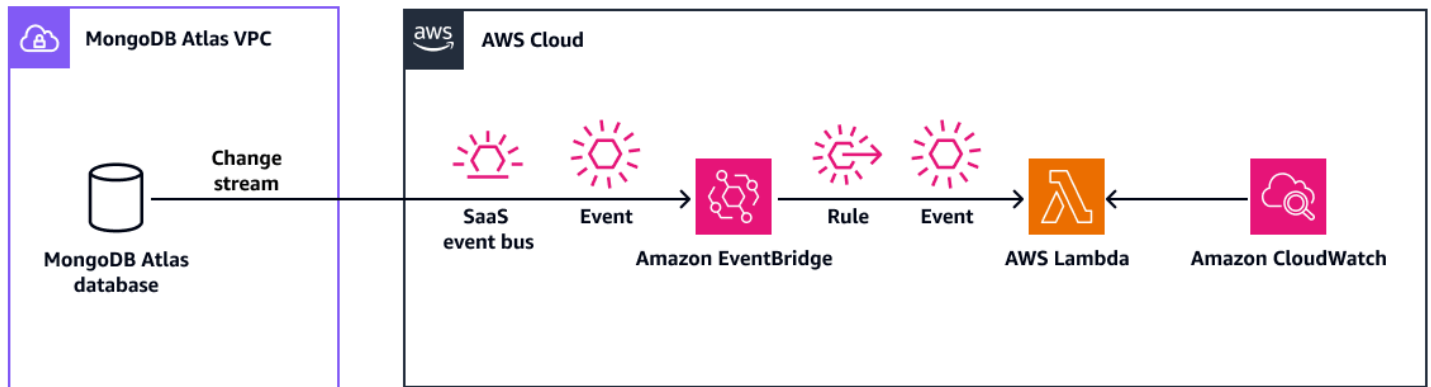 MongoDB Atlas VPC
aws
AWS Cloud
Change
stream
MongoDB Atlas
database
SaaS
event bus
Event
Amazon EventBridge
Rule
Event
AWS Lambda
Amazon CloudWatch